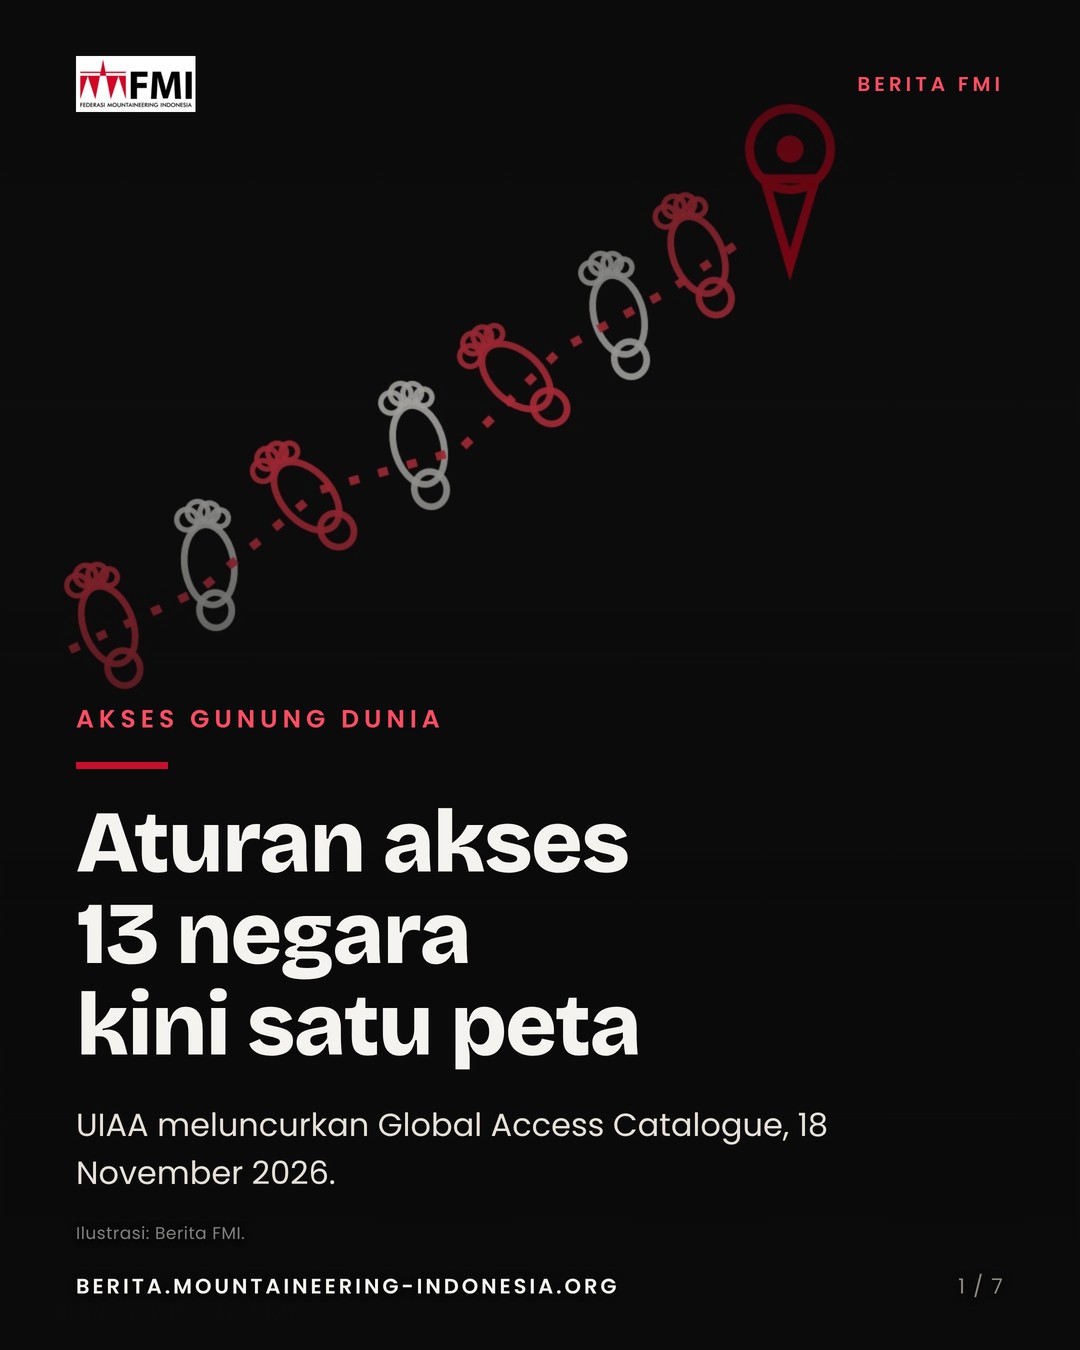 FMI
FEDERASI MOUNTAINEERING INDONESIA
BERITA FMI
AKSES GUNUNG DUNIA
Aturan akses
13 negara
kini satu peta
UIAA meluncurkan Global Access Catalogue, 18
November 2026.
Ilustrasi: Berita FMI.
BERITA.MOUNTAINEERING-INDONESIA.ORG
1 / 7